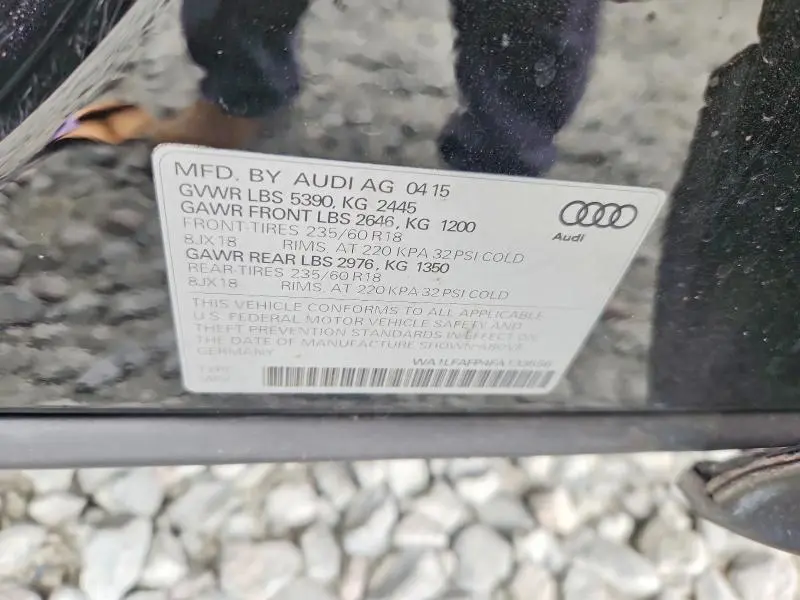 MFD. BY AUDI AG 04 15
GVWR LBS 5390, KG 2445
GAWR FRONT LBS 2646, KG 1200
FRONT-TIRES 235/60 R18
8JX18 RIMS. AT 220 KPA 32 PSI COLD
GAWR REAR LBS 2976, KG 1350
REAR-TIRES 235/60 R18
8JX18 RIMS. AT 220 KPA 32 PSI COLD
THIS VEHICLE CONFORMS TO ALL APPLICABLE
U.S. FEDERAL MOTOR VEHICLE SAFETY AND
THEFT PREVENTION STANDARDS IN EFFECT ON
THE DATE OF MANUFACTURE SHOWN ABOVE
GERMANY
Audi